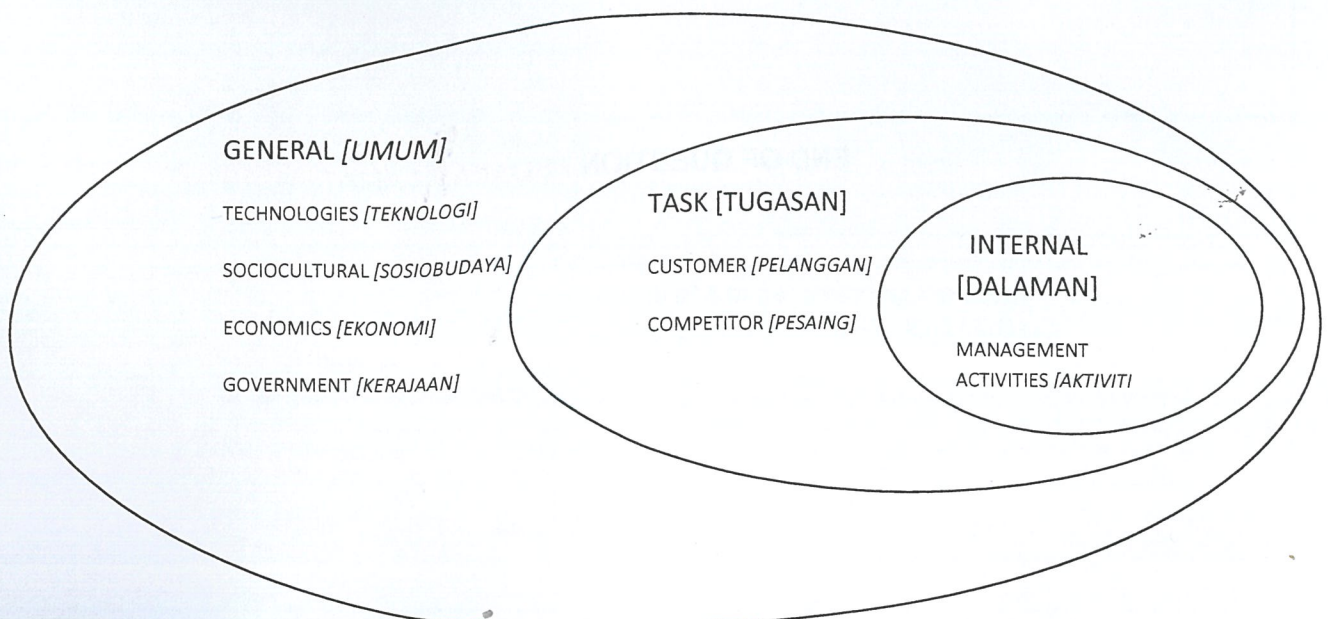 GENERAL [UMUM]
TECHNOLOGIES [TEKNOLOGI]
SOCIOCULTURAL [SOSIOBUDAYA]
ECONOMICS [EKONOMI]
GOVERNMENT [KERAJAAN]
TASK [TUGASAN]
CUSTOMER [PELANGGAN]
COMPETITOR [PESAING]
INTERNAL
[DALAMAN]
MANAGEMENT
ACTIVITIES [AKTIVITI